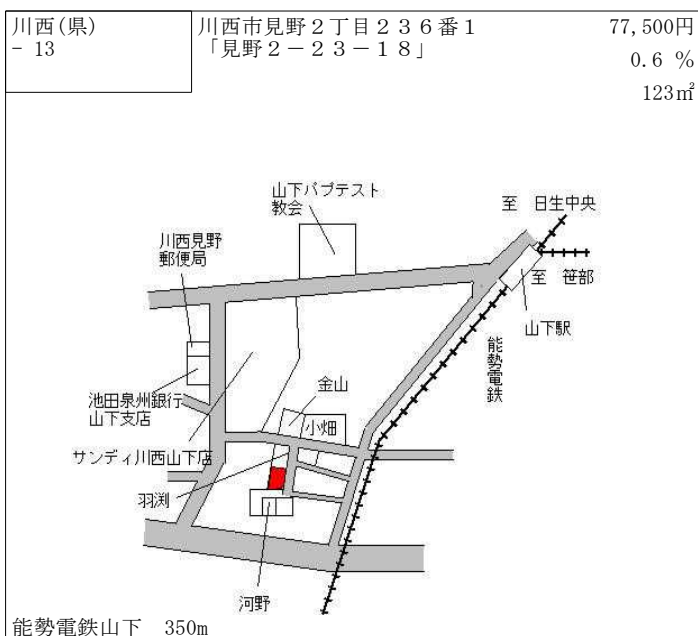 川西(県)
- 13
川西市見野２丁目２３６番１
「見野２－２３－１８」
77,500円
0.6 %
123㎡
山下バプテスト
教会
至　日生中央
川西見野
郵便局
至　笹部
山下駅
能勢電鉄
金山
池田泉州銀行
山下支店
小畑
サンディ川西山下店
羽渕
河野
能勢電鉄山下　350m